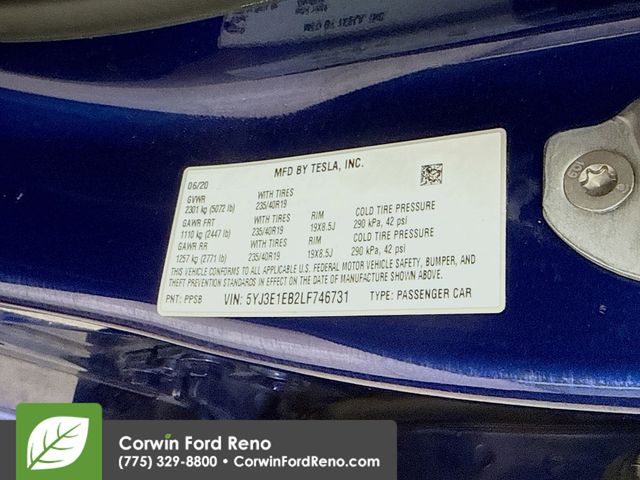 MFD BY TESLA, INC.
06/20
GVWR WITH TIRES
2301 kg (5072 lb) 235/40R19
GAWR FRT WITH TIRES RIM COLD TIRE PRESSURE
1110 kg (2447 lb) 235/40R19 19X8.5J 290 kPa, 42 psi
GAWR RR WITH TIRES RIM COLD TIRE PRESSURE
1257 kg (2771 lb) 235/40R19 19X8.5J 290 kPa, 42 psi
THIS VEHICLE CONFORMS TO ALL APPLICABLE U.S. FEDERAL MOTOR VEHICLE SAFETY, BUMPER, AND
THEFT PREVENTION STANDARDS IN EFFECT ON THE DATE OF MANUFACTURE SHOWN ABOVE.
PNT: PPSB VIN: 5YJ3E1EB2LF746731 TYPE: PASSENGER CAR
Corwin Ford Reno
(775) 329-8800 • CorwinFordReno.com